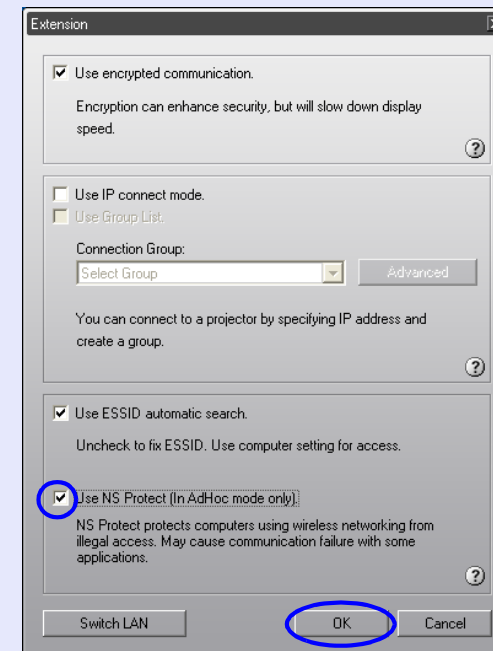 Extension
Use encrypted communication.
Encryption can enhance security, but will slow down display
speed.
?
Use IP connect mode.
Use Group List.
Connection Group:
Select Group
Advanced
You can connect to a projector by specifying IP address and
create a group.
?
Use ESSID automatic search.
Uncheck to fix ESSID. Use computer setting for access.
Use NS Protect (In AdHoc mode only).
NS Protect protects computers using wireless networking from
illegal access. May cause communication failure with some
applications.
?
Switch LAN
OK
Cancel